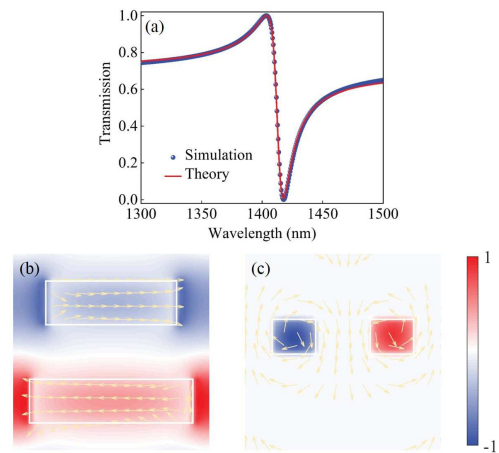 (a)
1.0
0.8
0.6
0.4
0.2
0.0
Transmission
Simulation
Theory
1300 1350 1400 1450 1500
Wavelength (nm)
(b)
(c)
1
-1